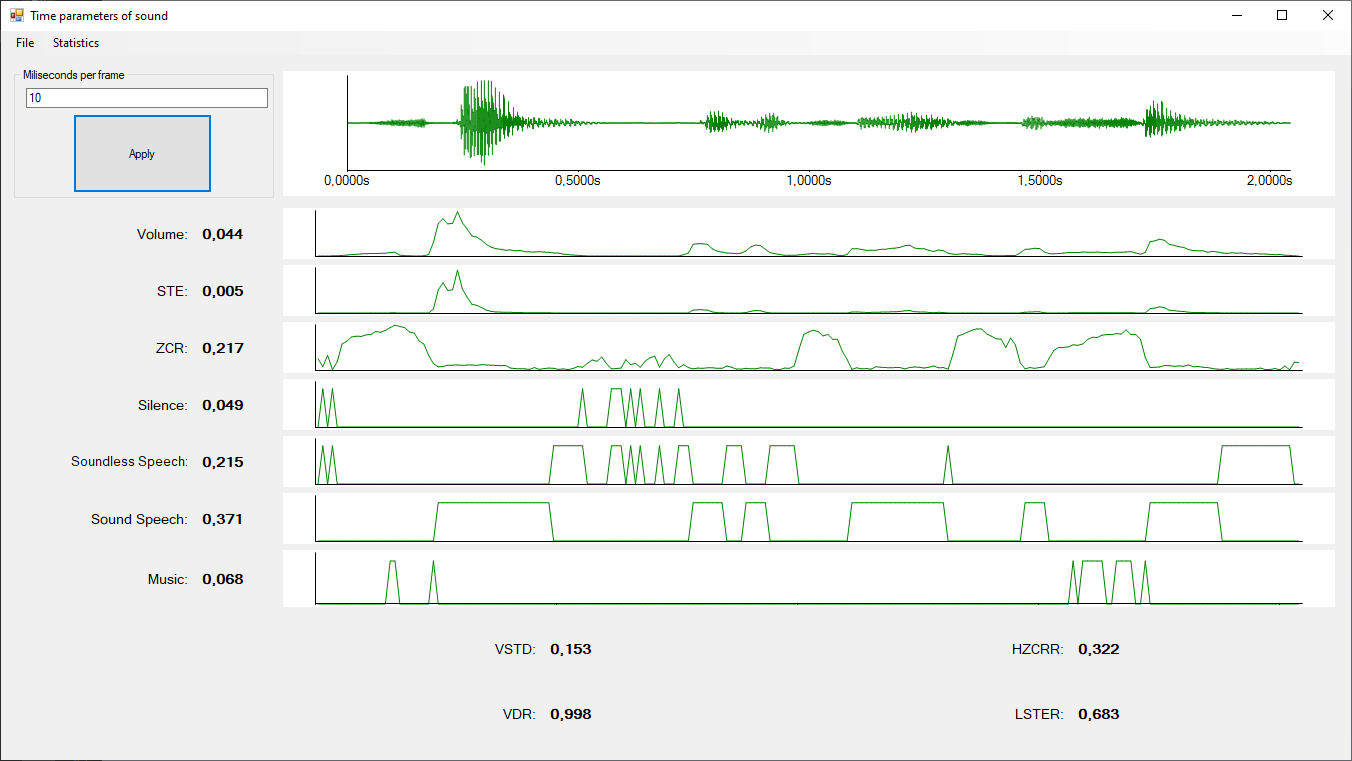 Time parameters of sound
File Statistics
Miliseconds per frame
10
Apply
0,0000s 0,5000s 1,0000s 1,5000s 2,0000s
Volume: 0,044
STE: 0,005
ZCR: 0,217
Silence: 0,049
Soundless Speech: 0,215
Sound Speech: 0,371
Music: 0,068
VSTD: 0,153 HZCRR: 0,322
VDR: 0,998 LSTER: 0,683